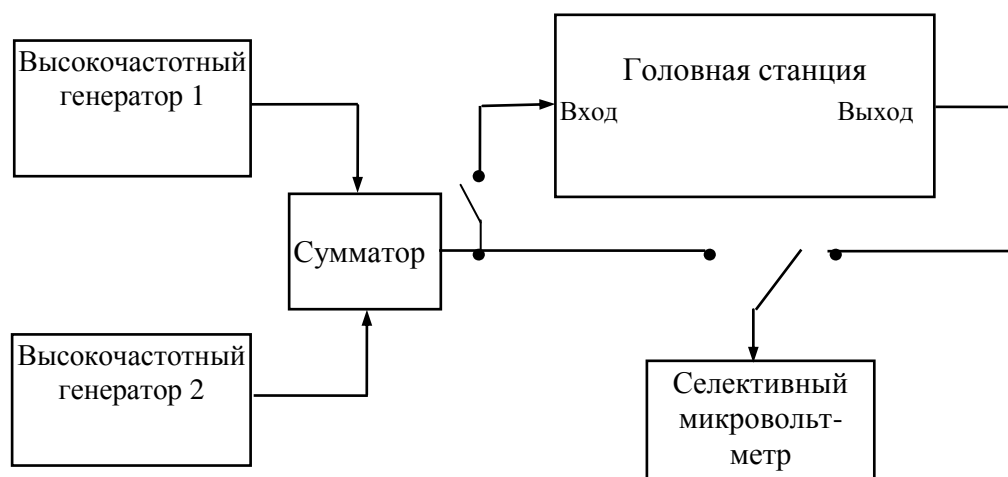 Высокочастотный
генератор 1
Головная станция
Вход
Выход
Сумматор
Высокочастотный
генератор 2
Селективный
микровольт-
метр